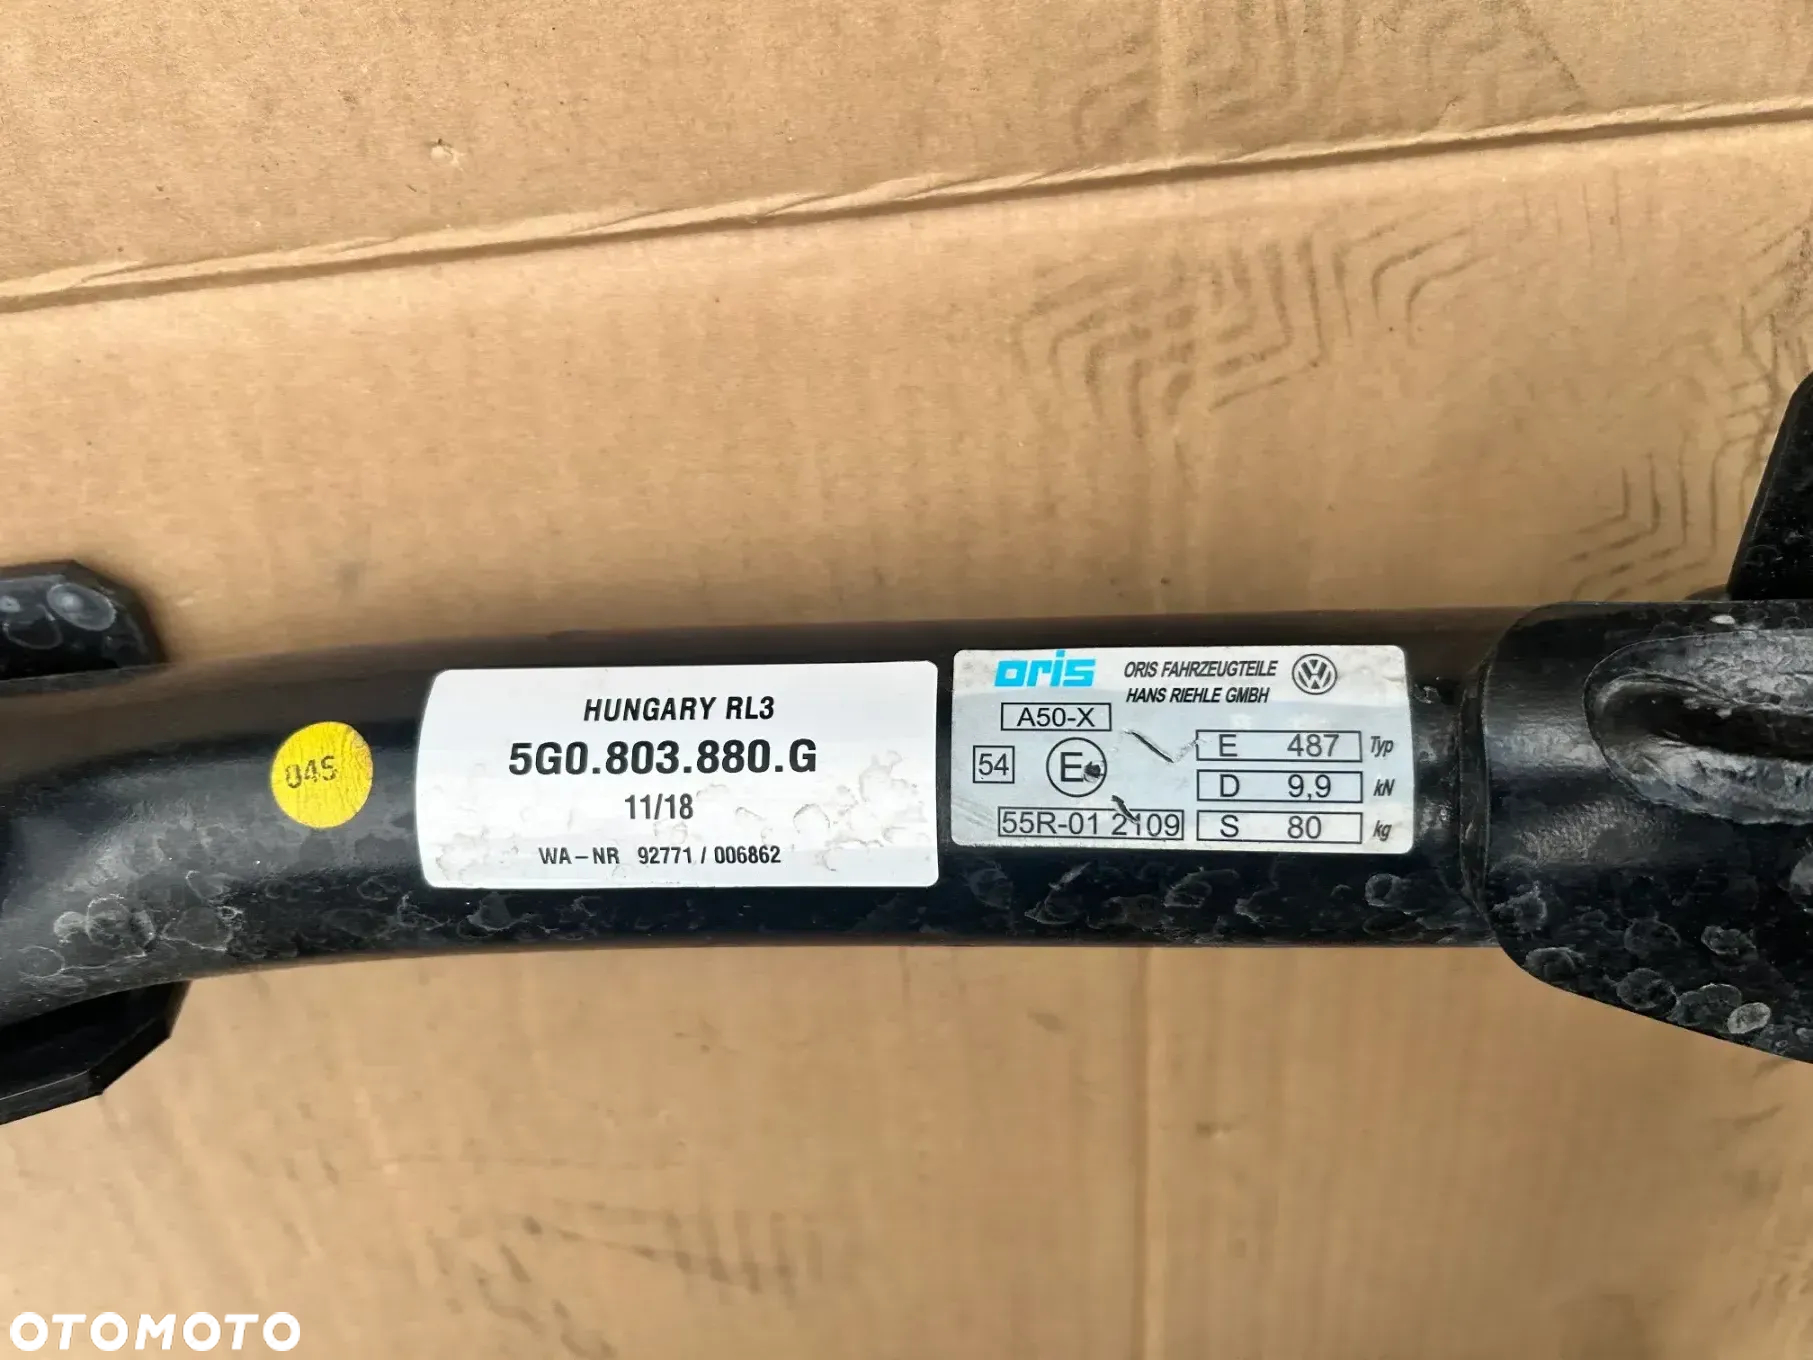 045
HUNGARY RL3
5G0.803.880.G
11/18
WA-NR 92771 / 006862
oris
ORIS FAHRZEUGTEILE
HANS RIEHLE GMBH
A50-X
54 E
55R-01 2109
E 487 Typ
D 9,9 kN
S 80 kg
OTOMOTO